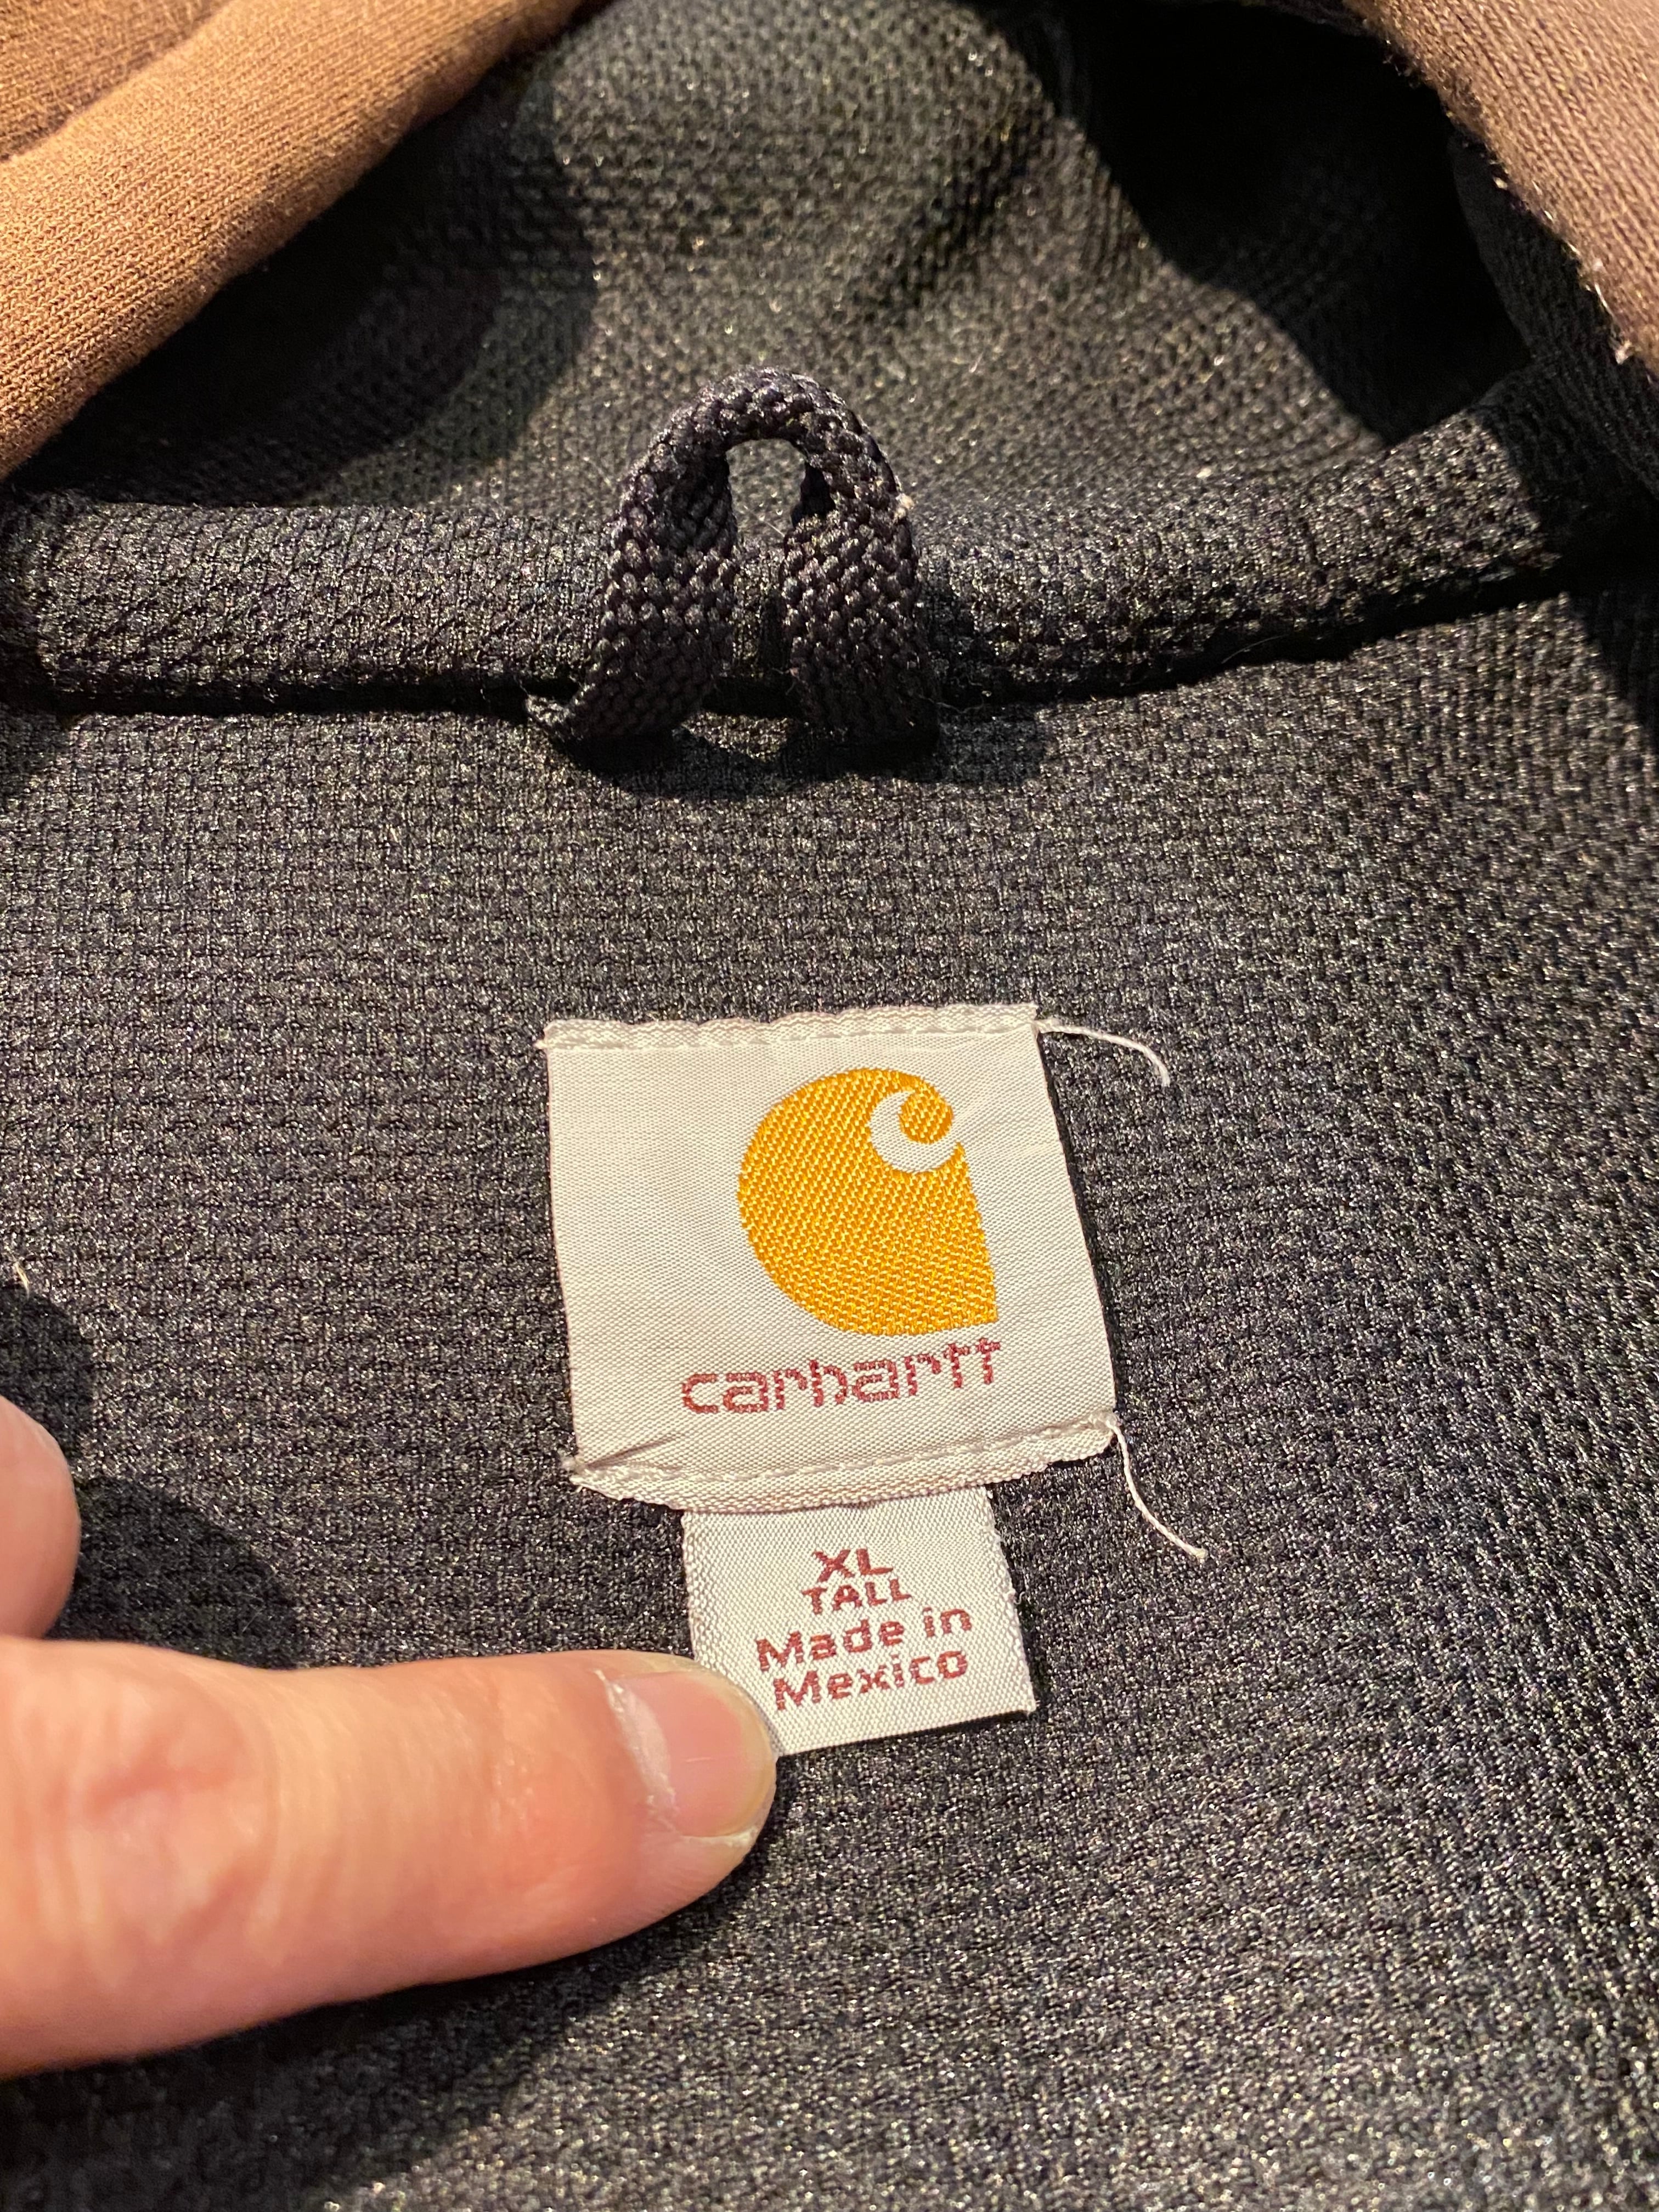 carhartt
XL
TALL
Made in
Mexico